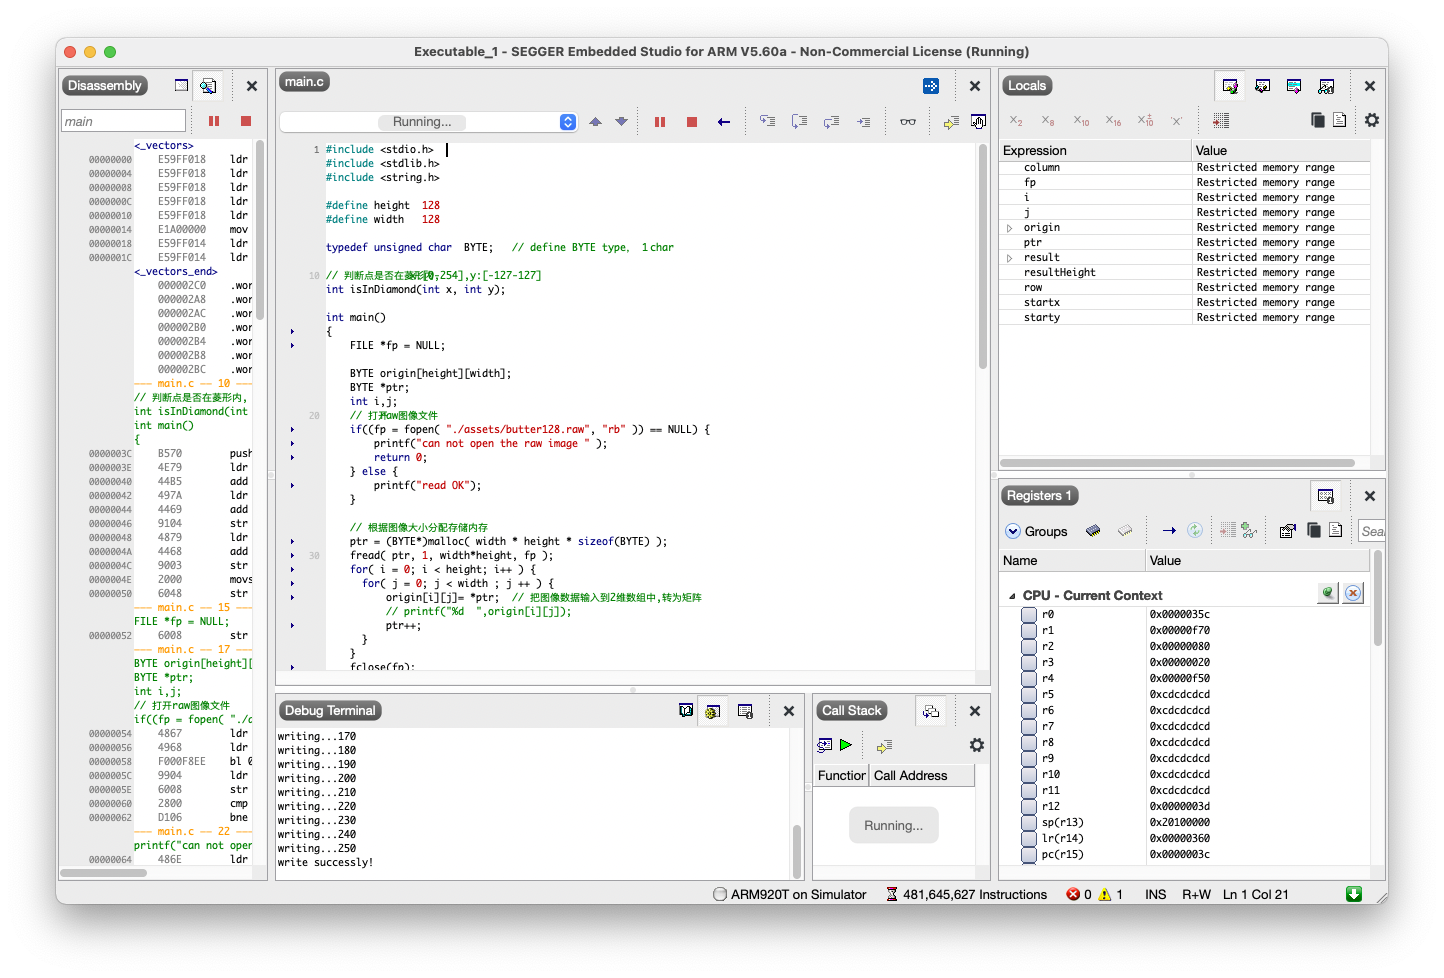 Executable_1 - SEGGER Embedded Studio for ARM V5.60a - Non-Commercial License (Running)
Disassembly
main
<_vectors>
00000000 E59FF018 ldr
00000004 E59FF018 ldr
00000008 E59FF018 ldr
0000000C E59FF018 ldr
00000010 E59FF018 ldr
00000014 E1A00000 mov
00000018 E59FF014 ldr
0000001C E59FF014 ldr
<_vectors_end>
000002C0 .wor
000002A8 .wor
000002AC .wor
000002B0 .wor
000002B4 .wor
000002B8 .wor
000002BC .wor
—— main.c —— 10 ——
// 判断点是否在菱形内,
int isInDiamond(int
int main()
{
0000003C B570 push
0000003E 4E79 ldr
00000040 44B5 add
00000042 497A ldr
00000044 4469 add
00000046 9104 str
00000048 4879 ldr
0000004A 4468 add
0000004C 9003 str
0000004E 2000 movs
00000050 6048 str
—— main.c —— 15 ——
FILE *fp = NULL;
00000052 6008 str
—— main.c —— 17 ——
BYTE origin[height][
BYTE *ptr;
int i,j;
// 打开raw图像文件
if((fp = fopen( "./a
00000054 4867 ldr
00000056 4968 ldr
00000058 F000F8EE bl 0
0000005C 9904 ldr
0000005E 6008 str
00000060 2800 cmp
00000062 D106 bne
—— main.c —— 22 ——
printf("can not open
00000064 486E ldr
main.c
Running...
1 #include <stdio.h>
#include <stdlib.h>
#include <string.h>
#define height 128
#define width 128
typedef unsigned char BYTE; // define BYTE type, 1 char
10 // 判断点是否在菱形内,x:[0-254],y:[-127-127]
int isInDiamond(int x, int y);
int main()
{
FILE *fp = NULL;
BYTE origin[height][width];
BYTE *ptr;
int i,j;
20 // 打开raw图像文件
if((fp = fopen( "./assets/butter128.raw", "rb" )) == NULL) {
printf("can not open the raw image " );
return 0;
} else {
printf("read OK");
}
// 根据图像大小分配存储内存
ptr = (BYTE*)malloc( width * height * sizeof(BYTE) );
30 fread( ptr, 1, width*height, fp );
for( i = 0; i < height; i++ ) {
for( j = 0; j < width ; j ++ ) {
origin[i][j]= *ptr; // 把图像数据输入到2维数组中,转为矩阵
// printf("%d ",origin[i][j]);
ptr++;
}
}
fclose(fp);
Debug Terminal
writing...170
writing...180
writing...190
writing...200
writing...210
writing...220
writing...230
writing...240
writing...250
write successly!
Call Stack
Function Call Address
Running...
Locals
x2 x8 x10 x16 x±10 'x'
Expression Value
column Restricted memory range
fp Restricted memory range
i Restricted memory range
j Restricted memory range
origin Restricted memory range
ptr Restricted memory range
result Restricted memory range
resultHeight Restricted memory range
row Restricted memory range
startx Restricted memory range
starty Restricted memory range
Registers 1
Groups
Sea
Name Value
CPU - Current Context
r0 0x0000035c
r1 0x00000f70
r2 0x00000080
r3 0x00000020
r4 0x00000f50
r5 0xcdcdcdcd
r6 0xcdcdcdcd
r7 0xcdcdcdcd
r8 0xcdcdcdcd
r9 0xcdcdcdcd
r10 0xcdcdcdcd
r11 0xcdcdcdcd
r12 0x0000003d
sp(r13) 0x20100000
lr(r14) 0x00000360
pc(r15) 0x0000003c
ARM920T on Simulator 481,645,627 Instructions 0 1 INS R+W Ln 1 Col 21